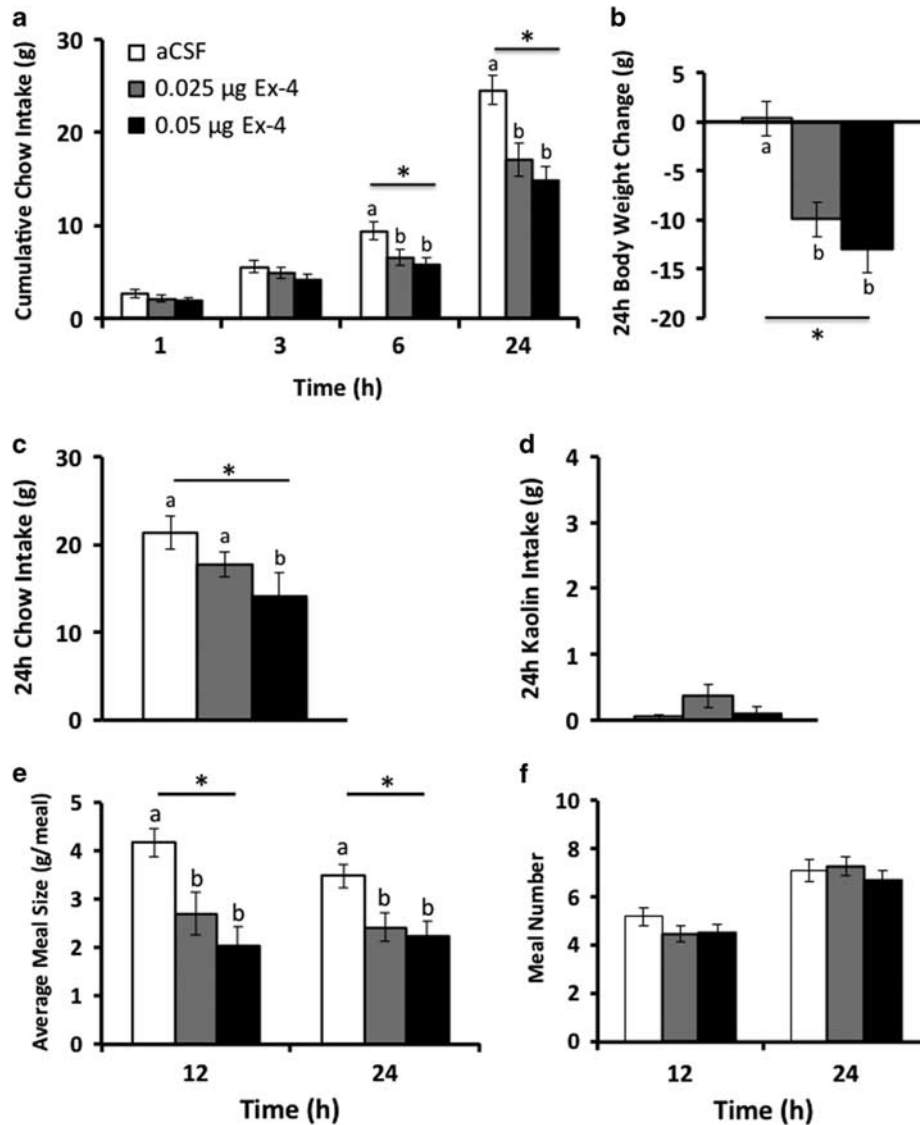 a
Cumulative Chow Intake (g)
30
20
10
0
aCSF
0.025 µg Ex-4
0.05 µg Ex-4
*
*
a
b
b
a
b
b
1 3 6 24
Time (h)
b
24h Body Weight Change (g)
5
0
-5
-10
-15
-20
a
b
b
*
c
24h Chow Intake (g)
30
20
10
0
*
a
a
b
d
24h Kaolin Intake (g)
4
3
2
1
0
e
Average Meal Size (g/meal)
5
4
3
2
1
0
*
*
a
b
b
a
b
b
12 24
Time (h)
f
Meal Number
10
8
6
4
2
0
12 24
Time (h)